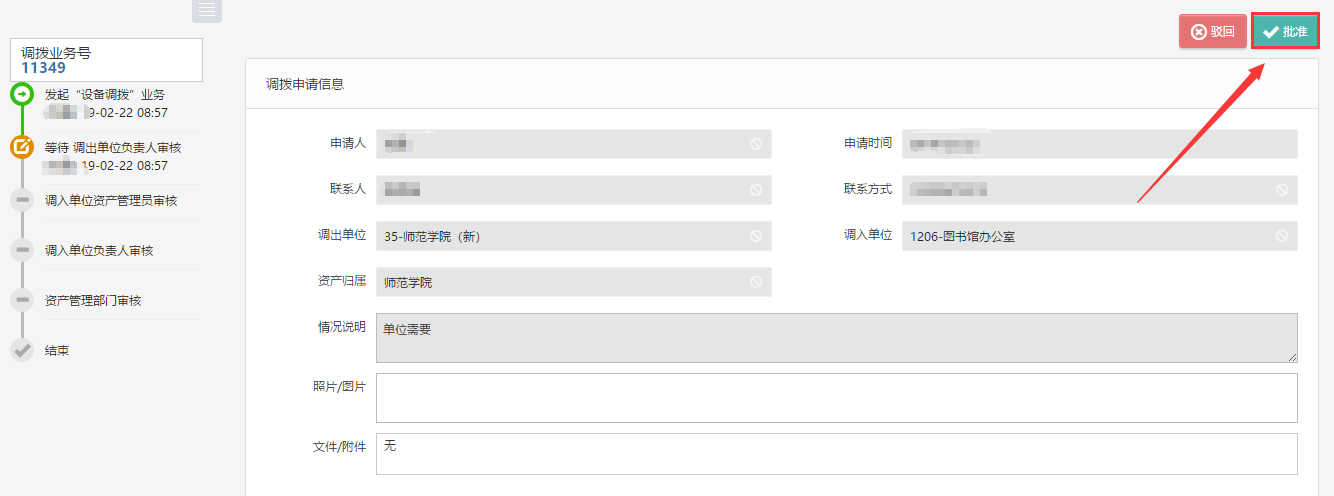 驳回
批准
调拨业务号
11349
发起“设备调拨”业务
9-02-22 08:57
等待 调出单位负责人审核
19-02-22 08:57
调入单位资产管理员审核
调入单位负责人审核
资产管理部门审核
结束
调拨申请信息
申请人
申请时间
联系人
联系方式
调出单位 35-师范学院（新）
调入单位 1206-图书馆办公室
资产归属 师范学院
情况说明 单位需要
照片/图片
文件/附件 无